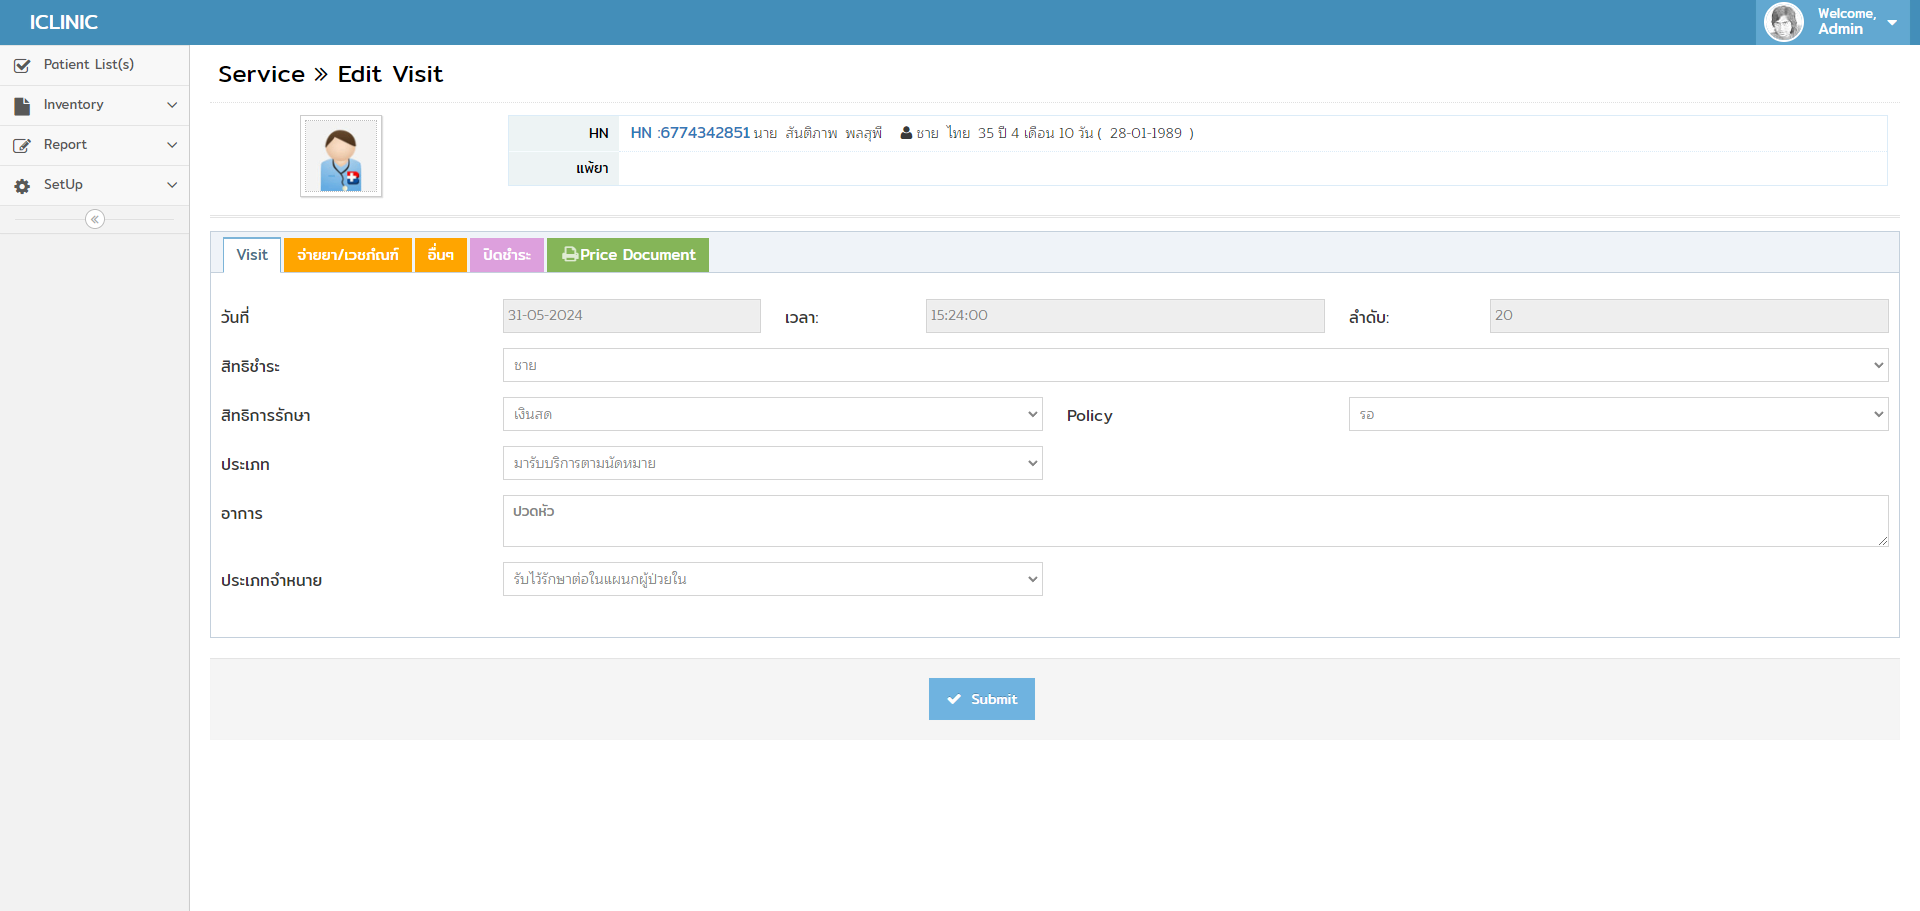 ICLINIC
Welcome,
Admin
Patient List(s)
Inventory
Report
SetUp
Service » Edit Visit
HN HN :6774342851 นาย สันติภาพ พลสุพี ชาย ไทย 35 ปี 4 เดือน 10 วัน ( 28-01-1989 )
แพ้ยา
Visit จ่ายยา/เวชภัณฑ์ อื่นๆ ปิดชำระ Price Document
วันที่ 31-05-2024 เวลา: 15:24:00 ลำดับ: 20
สิทธิชำระ ชาย
สิทธิการรักษา เงินสด Policy รอ
ประเภท มารับบริการตามนัดหมาย
อาการ ปวดหัว
ประเภทจำหนาย รับไว้รักษาต่อในแผนกผู้ป่วยใน
Submit